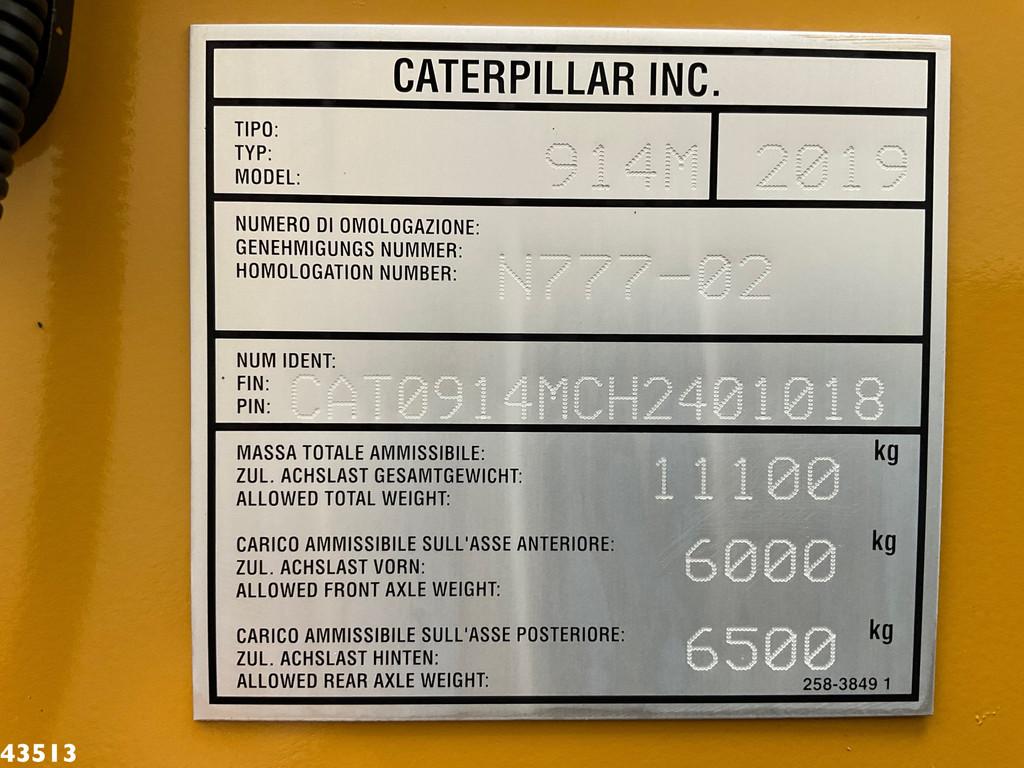 CATERPILLAR INC.
TIPO:
TYP:
MODEL: 914M 2019
NUMERO DI OMOLOGAZIONE:
GENEHMIGUNGS NUMMER:
HOMOLOGATION NUMBER: N777-02
NUM IDENT:
FIN:
PIN: CAT0914MCH2401018
MASSA TOTALE AMMISSIBILE: kg
ZUL. ACHSLAST GESAMTGEWICHT: 11100
ALLOWED TOTAL WEIGHT:
CARICO AMMISSIBILE SULL'ASSE ANTERIORE: kg
ZUL. ACHSLAST VORN: 6000
ALLOWED FRONT AXLE WEIGHT:
CARICO AMMISSIBILE SULL'ASSE POSTERIORE: kg
ZUL. ACHSLAST HINTEN: 6500
ALLOWED REAR AXLE WEIGHT:
258-3849 1
43513